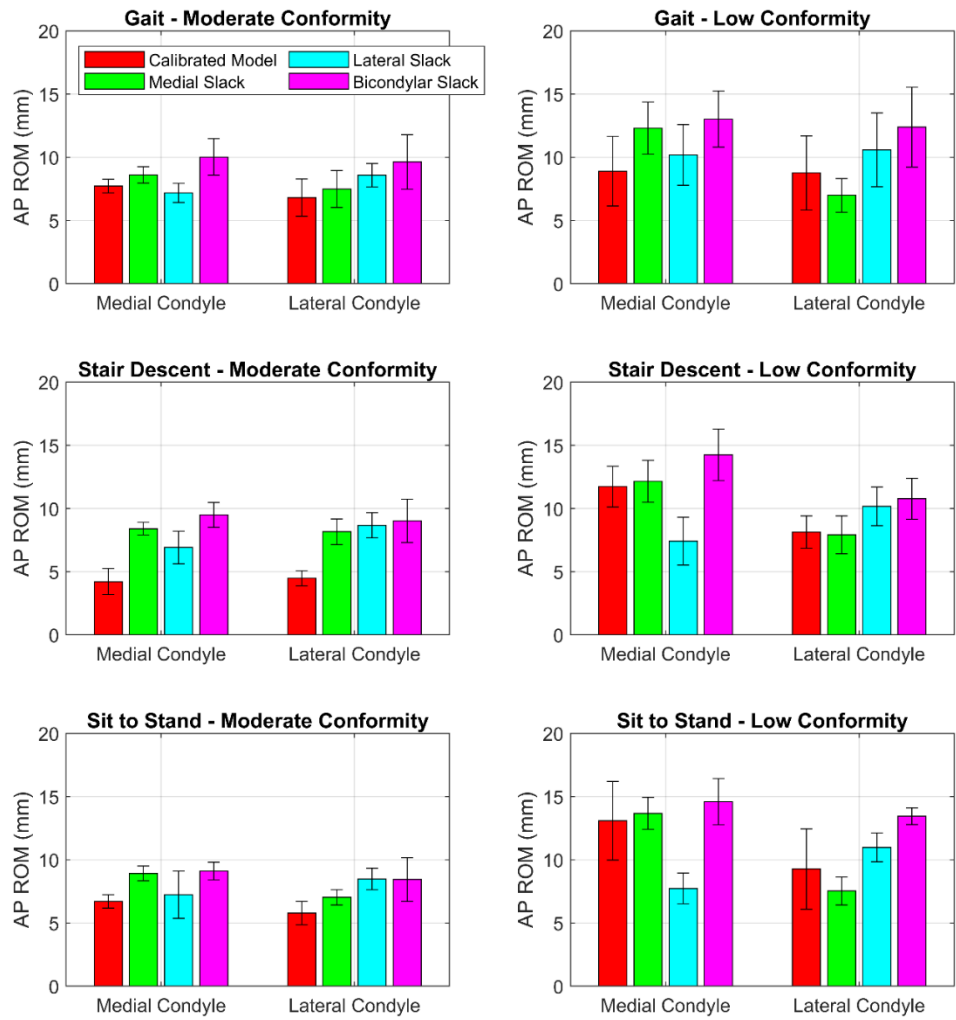 Gait - Moderate Conformity
20
15
10
5
0
AP ROM (mm)
Calibrated Model
Medial Slack
Lateral Slack
Bicondylar Slack
Medial Condyle
Lateral Condyle
Gait - Low Conformity
20
15
10
5
0
AP ROM (mm)
Medial Condyle
Lateral Condyle
Stair Descent - Moderate Conformity
20
15
10
5
0
AP ROM (mm)
Medial Condyle
Lateral Condyle
Stair Descent - Low Conformity
20
15
10
5
0
AP ROM (mm)
Medial Condyle
Lateral Condyle
Sit to Stand - Moderate Conformity
20
15
10
5
0
AP ROM (mm)
Medial Condyle
Lateral Condyle
Sit to Stand - Low Conformity
20
15
10
5
0
AP ROM (mm)
Medial Condyle
Lateral Condyle